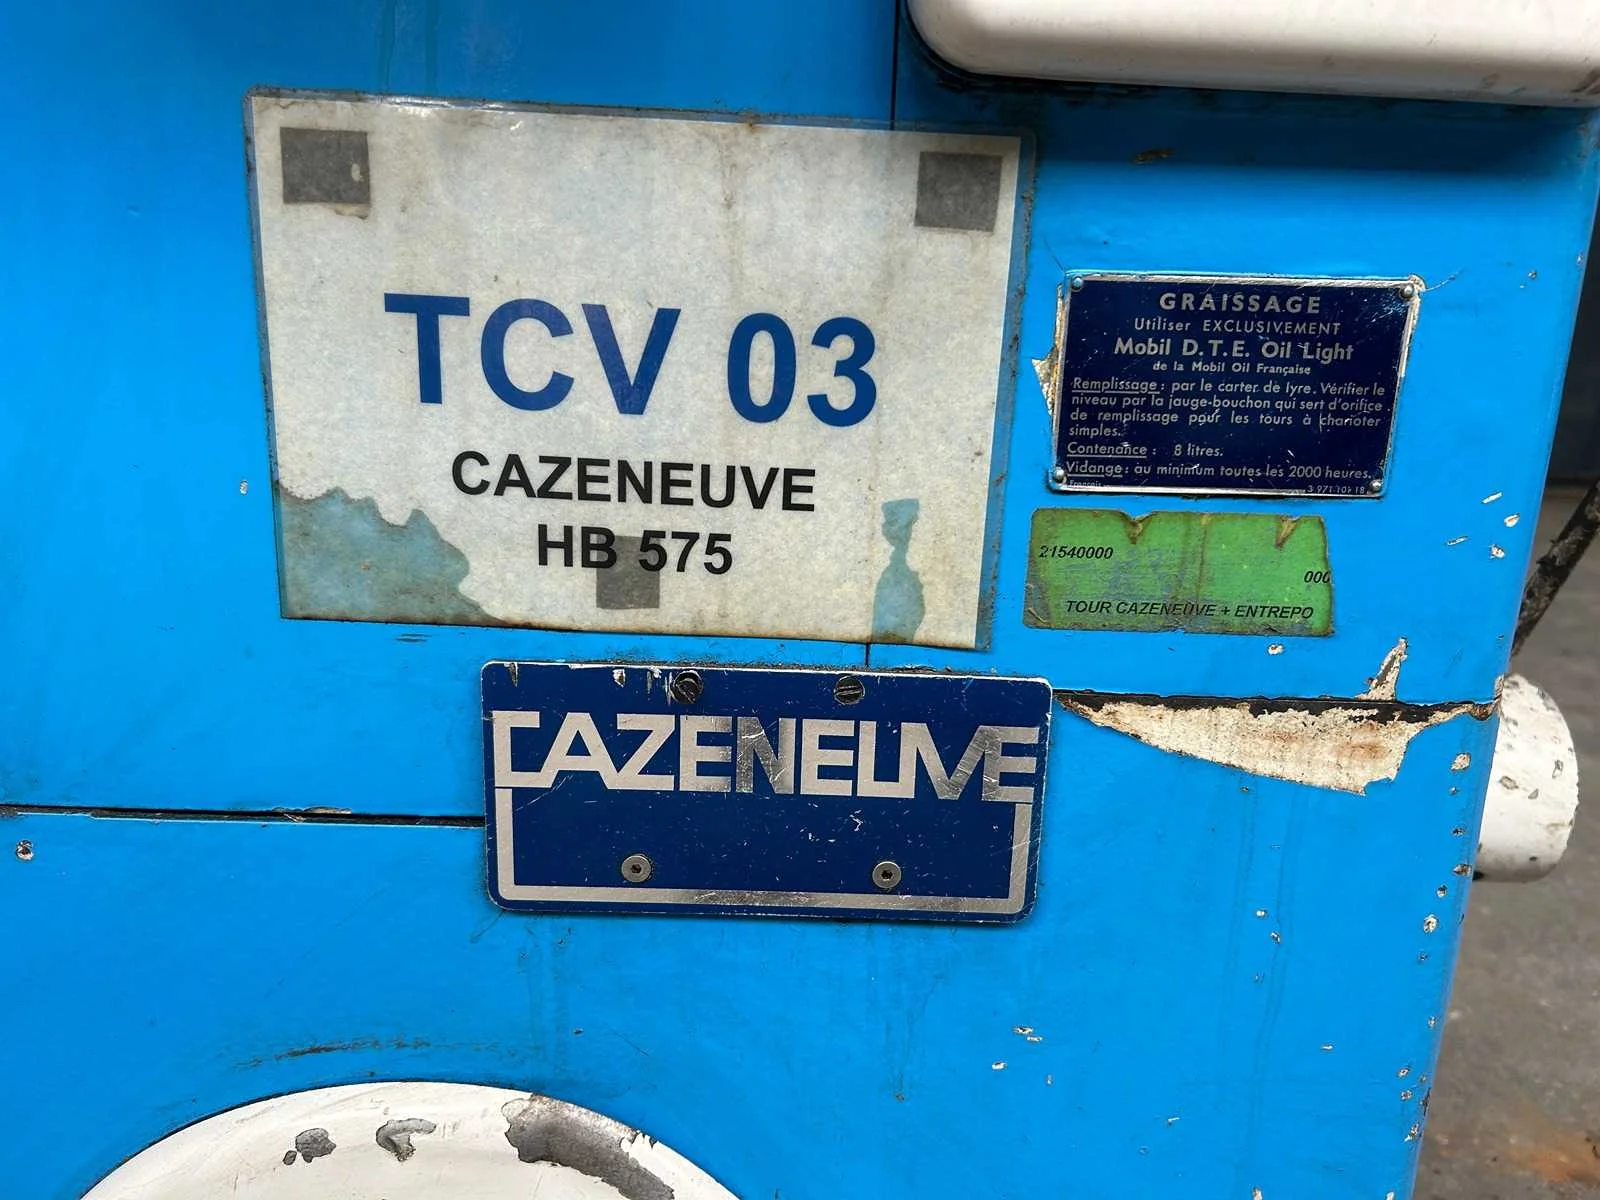 TCV 03
CAZENEUVE
HB 575
GRAISSAGE
Utiliser EXCLUSIVEMENT
Mobil D.T.E. Oil Light
de la Mobil Oil Française
Remplissage : par le carter de lyre. Vérifier le
niveau par la jauge-bouchon qui sert d'orifice
de remplissage pour les tours à charioter
simples.
Contenance : 8 litres.
Vidange : au minimum toutes les 2000 heures.
Français
21540000
000
TOUR CAZENEUVE + ENTREPO
CAZENEUVE